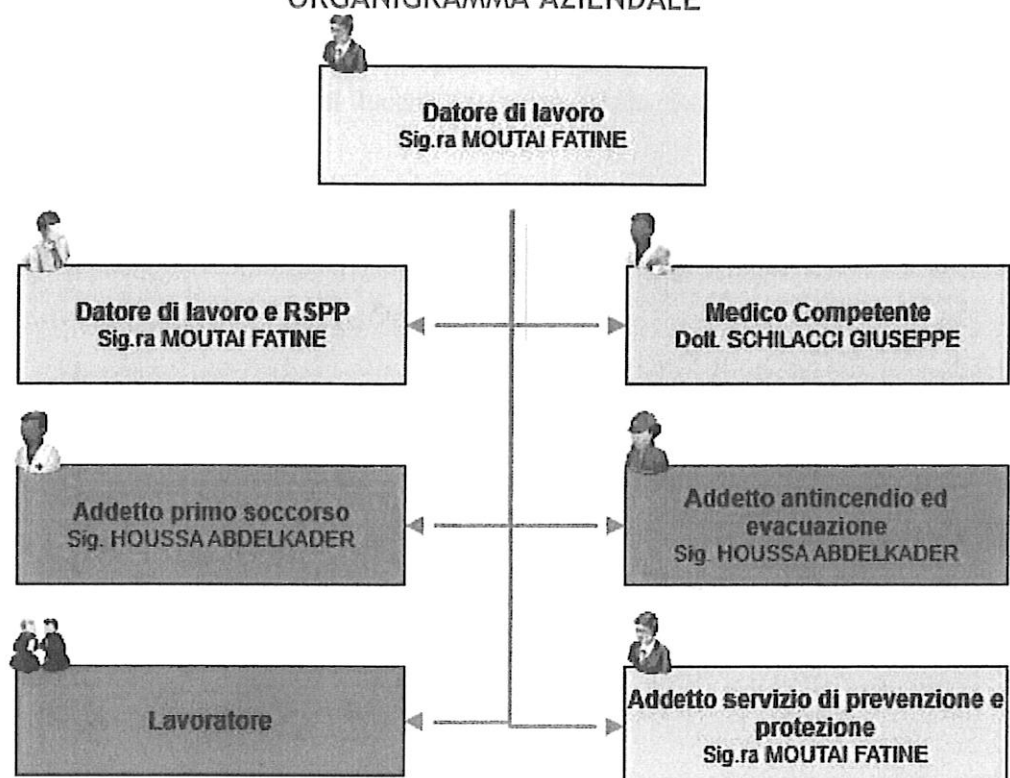 ORGANIGRAMMA AZIENDALE
Datore di lavoro
Sig.ra MOUTAI FATINE
Datore di lavoro e RSPP
Sig.ra MOUTAI FATINE
Medico Competente
Dott. SCHILACCI GIUSEPPE
Addetto primo soccorso
Sig. HOUSSA ABDELKADER
Addetto antincendio ed
evacuazione
Sig. HOUSSA ABDELKADER
Lavoratore
Addetto servizio di prevenzione e
protezione
Sig.ra MOUTAI FATINE